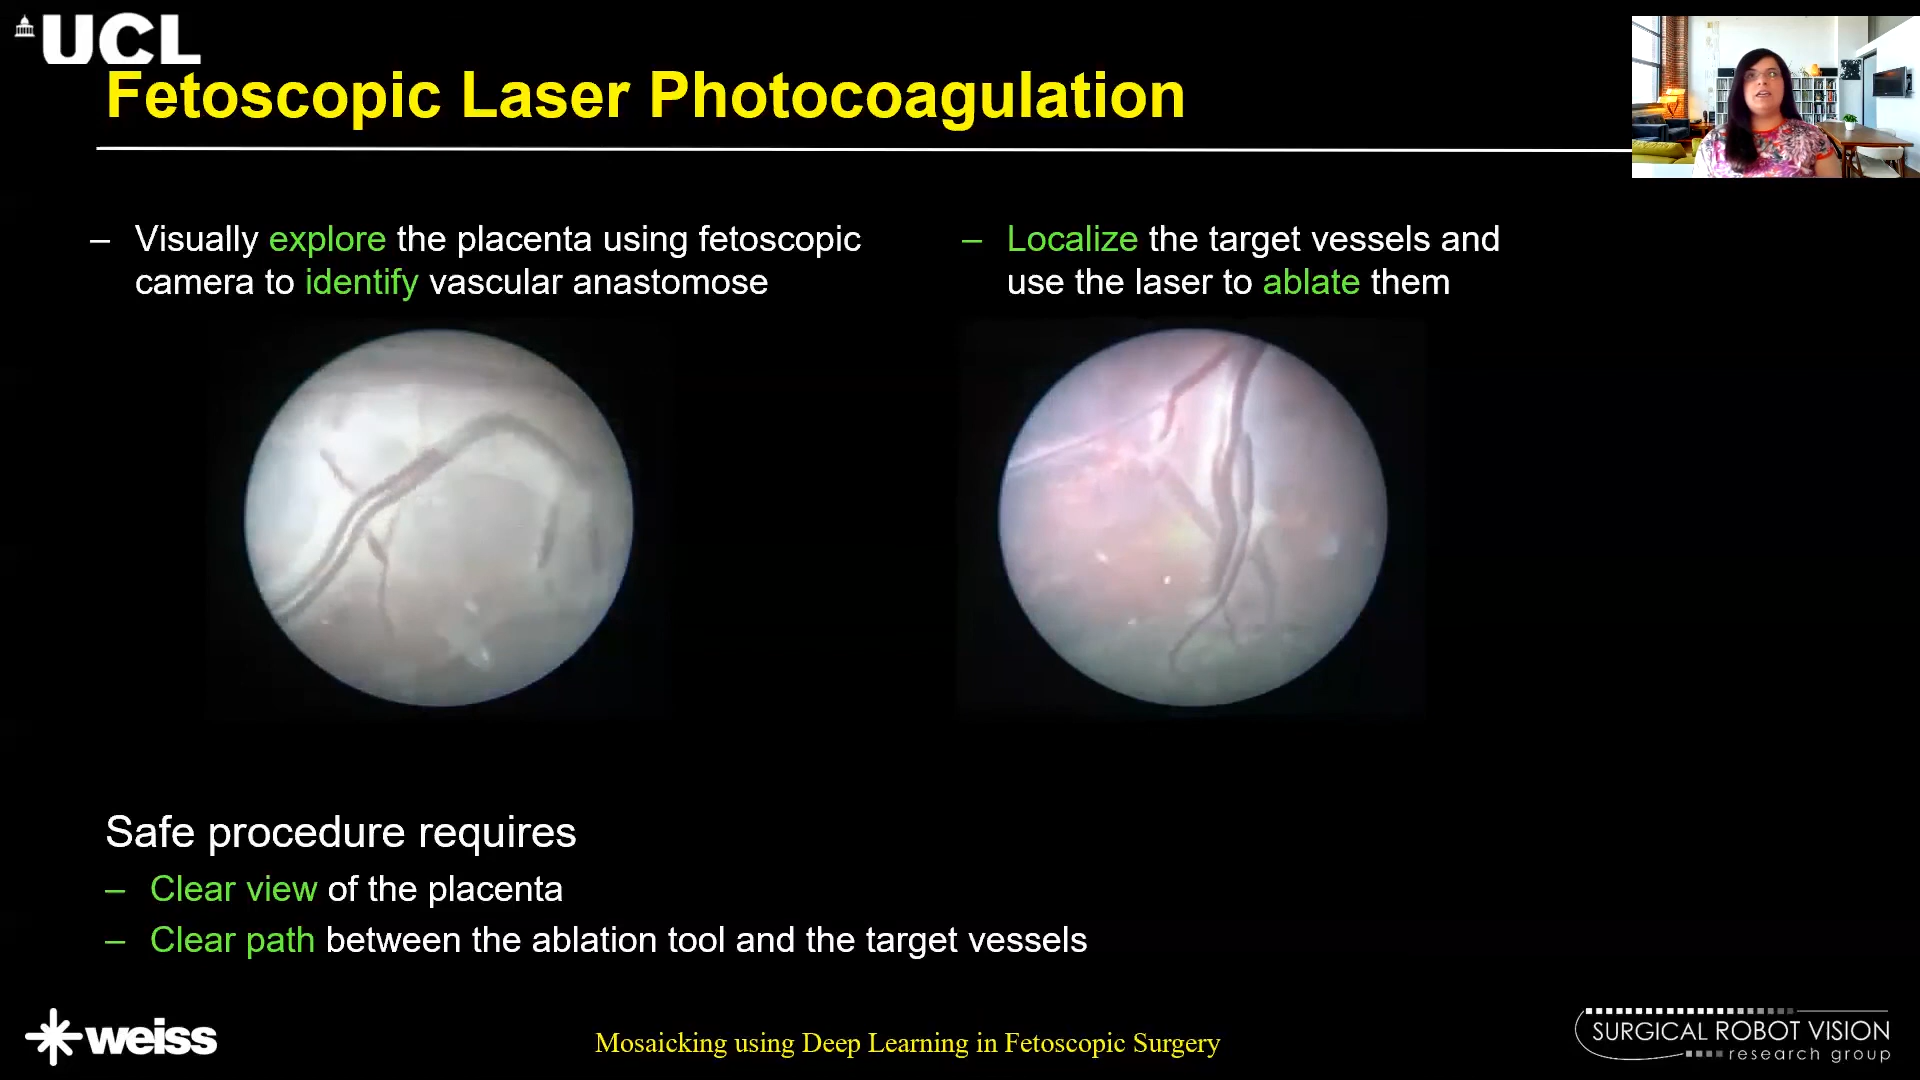 UCL
Fetoscopic Laser Photocoagulation
– Visually explore the placenta using fetoscopic
camera to identify vascular anastomose
– Localize the target vessels and
use the laser to ablate them
Safe procedure requires
– Clear view of the placenta
– Clear path between the ablation tool and the target vessels
weiss
Mosaicking using Deep Learning in Fetoscopic Surgery
SURGICAL ROBOT VISION
research group